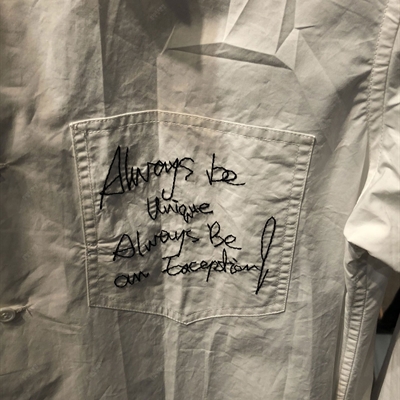 Always be
Unique
Always Be
an Exception!